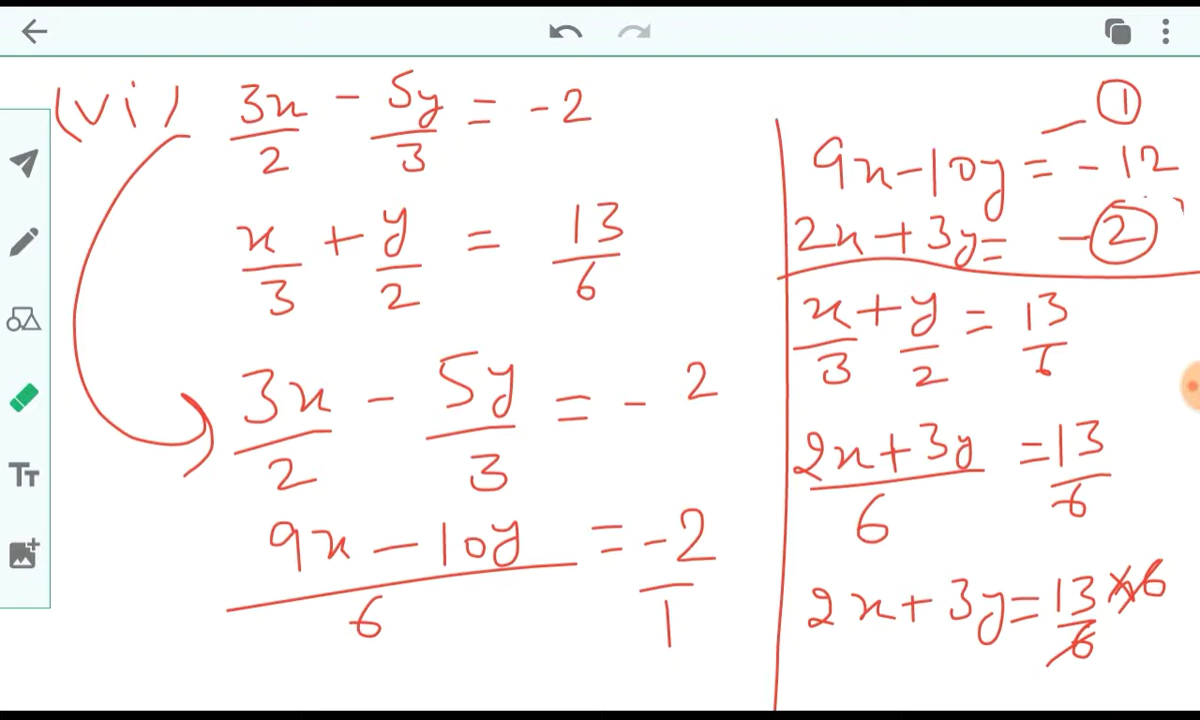 (vi) 3x/2 - 5y/3 = -2
x/3 + y/2 = 13/6
3x/2 - 5y/3 = - 2
9x - 10y/6 = -2/1
— ①
9x - 10y = -12
2x + 3y = — ②
x/3 + y/2 = 13/6
2x + 3y/6 = 13/6
2x + 3y = 13/6 × 6
TT